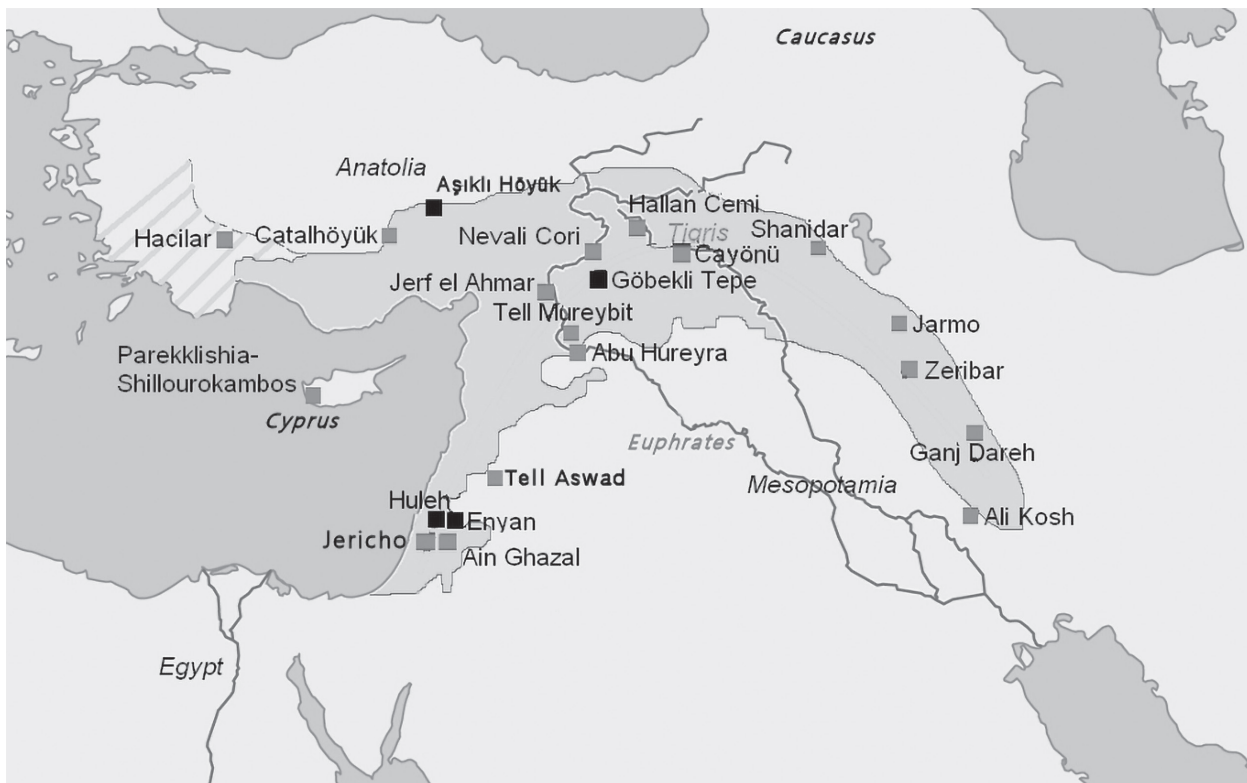 Caucasus
Anatolia
Aşıklı Höyük
Hallan Cemi
Hacilar
Catalhöyük
Nevali Cori
Tigris
Shanidar
Cayönü
Jerf el Ahmar
Göbekli Tepe
Tell Mureybit
Jarmo
Abu Hureyra
Parekklishia-
Shillourokambos
Zeribar
Cyprus
Euphrates
Ganj Dareh
Tell Aswad
Mesopotamia
Huleh
Enyan
Ali Kosh
Jericho
Ain Ghazal
Egypt